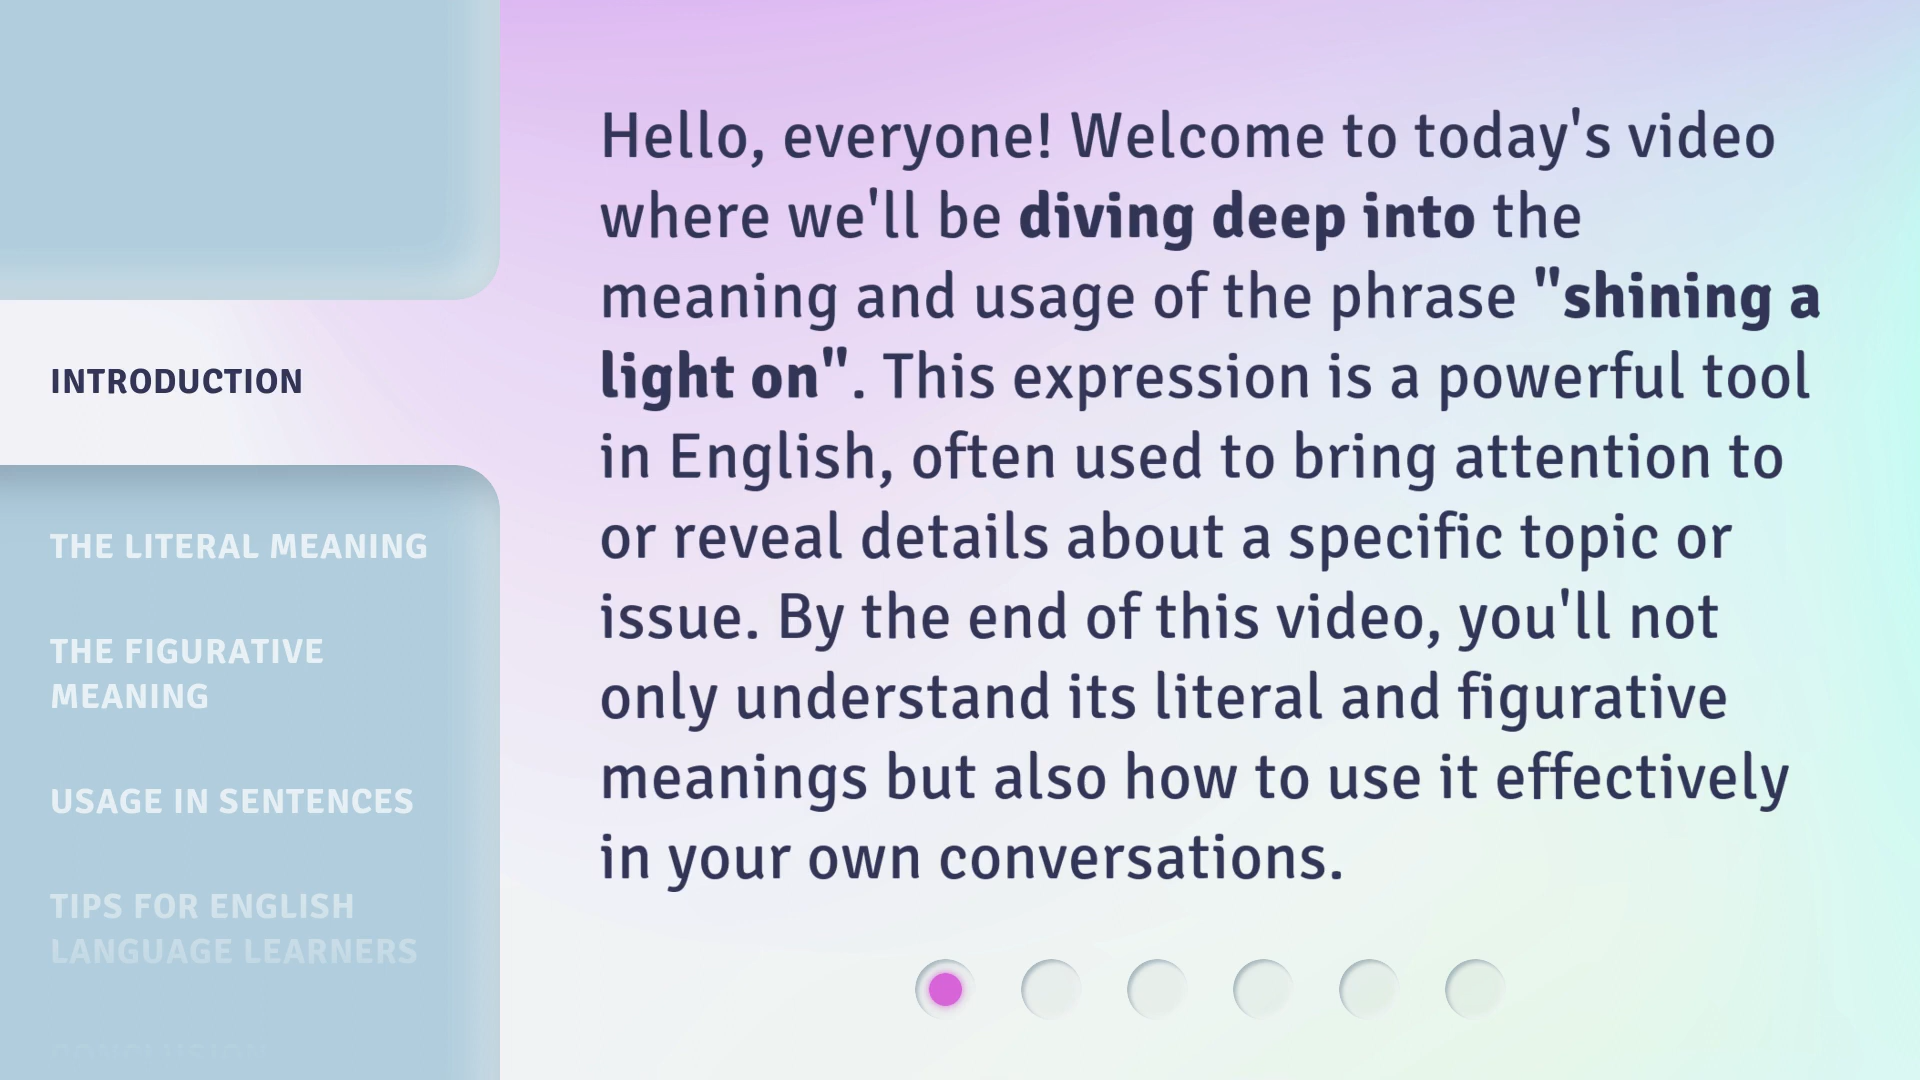 INTRODUCTION
THE LITERAL MEANING
THE FIGURATIVE
MEANING
USAGE IN SENTENCES
TIPS FOR ENGLISH
LANGUAGE LEARNERS
CONCLUSION
Hello, everyone! Welcome to today's video
where we'll be diving deep into the
meaning and usage of the phrase "shining a
light on". This expression is a powerful tool
in English, often used to bring attention to
or reveal details about a specific topic or
issue. By the end of this video, you'll not
only understand its literal and figurative
meanings but also how to use it effectively
in your own conversations.